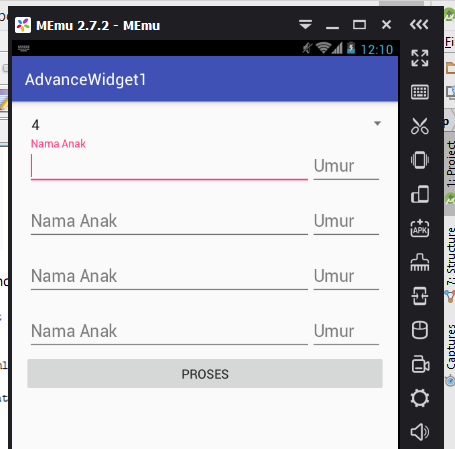 MEmu 2.7.2 - MEmu
12:10
AdvanceWidget1
4
Nama Anak
Umur
Nama Anak Umur
Nama Anak Umur
Nama Anak Umur
PROSES
APK
1: Project
7: Structure
Captures